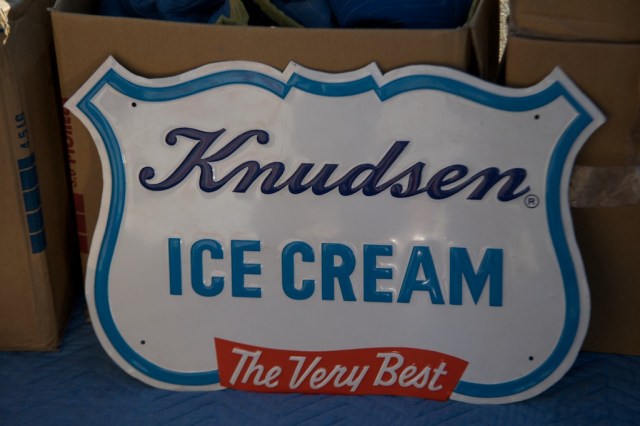 Knudsen®
ICE CREAM
The Very Best